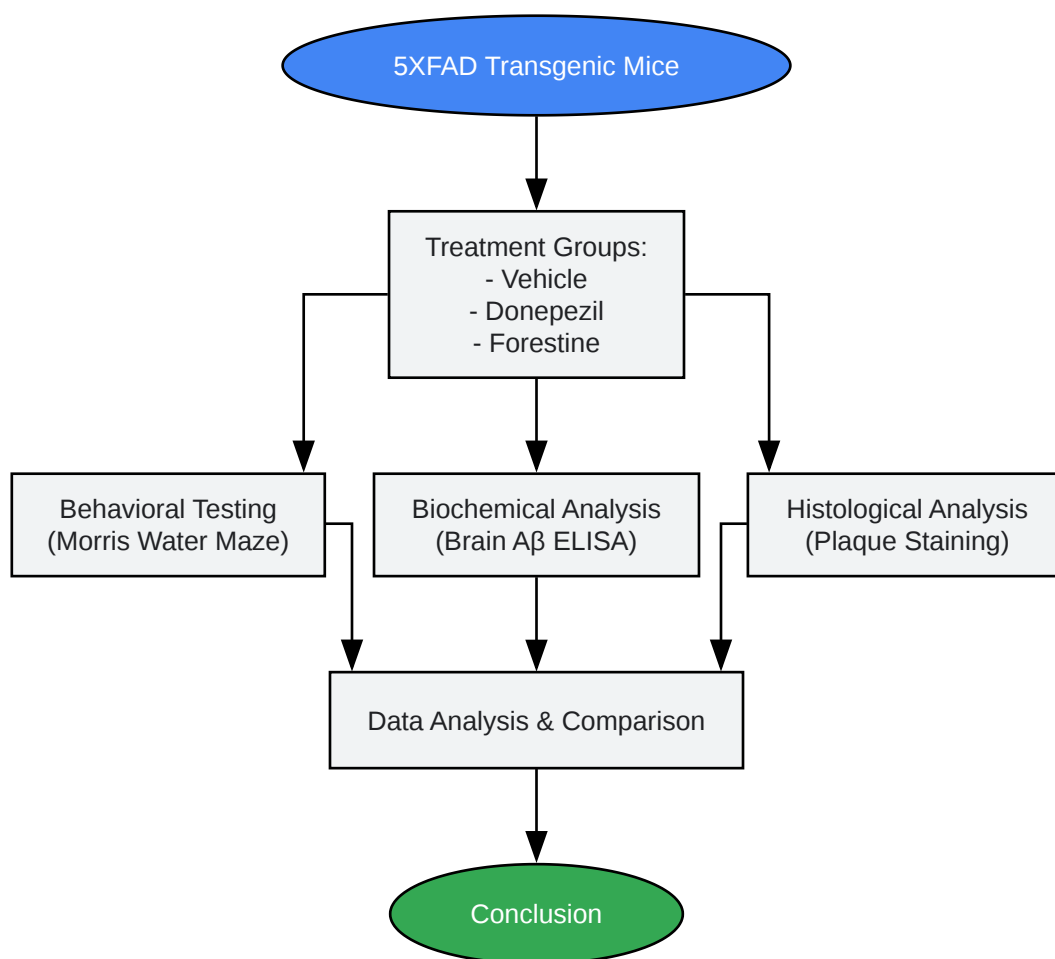 5XFAD Transgenic Mice
Treatment Groups:
- Vehicle
- Donepezil
- Forestine
Behavioral Testing
(Morris Water Maze)
Biochemical Analysis
(Brain Aβ ELISA)
Histological Analysis
(Plaque Staining)
Data Analysis & Comparison
Conclusion